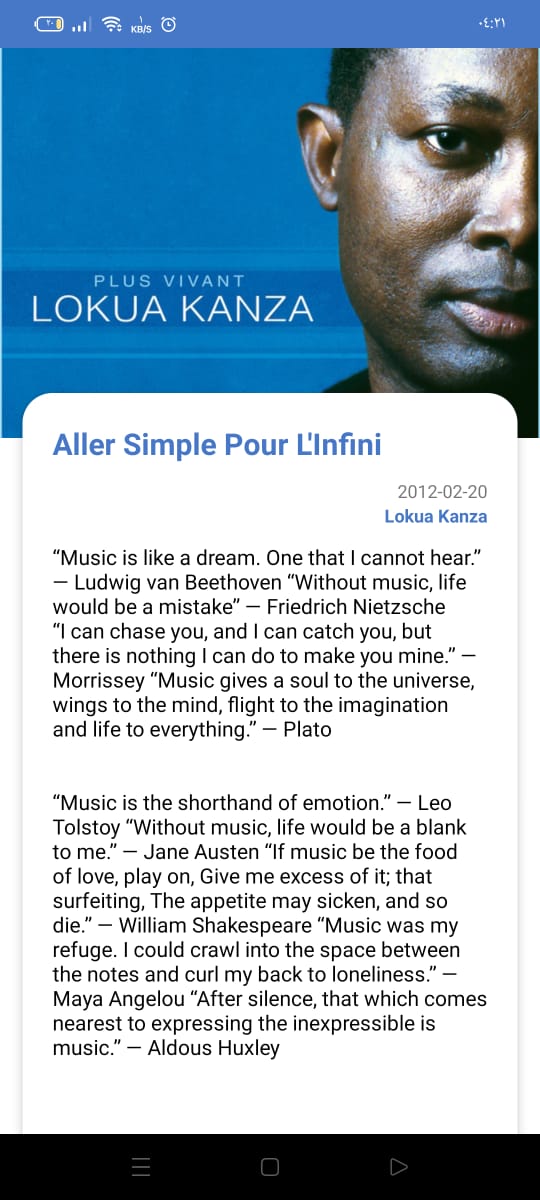 ٢٠
١
KB/S
٠٤:٢١
PLUS VIVANT
LOKUA KANZA
Aller Simple Pour L'Infini
2012-02-20
Lokua Kanza
“Music is like a dream. One that I cannot hear.”
— Ludwig van Beethoven “Without music, life
would be a mistake” — Friedrich Nietzsche
“I can chase you, and I can catch you, but
there is nothing I can do to make you mine.” —
Morrissey “Music gives a soul to the universe,
wings to the mind, flight to the imagination
and life to everything.” — Plato
“Music is the shorthand of emotion.” — Leo
Tolstoy “Without music, life would be a blank
to me.” — Jane Austen “If music be the food
of love, play on, Give me excess of it; that
surfeiting, The appetite may sicken, and so
die.” — William Shakespeare “Music was my
refuge. I could crawl into the space between
the notes and curl my back to loneliness.” —
Maya Angelou “After silence, that which comes
nearest to expressing the inexpressible is
music.” — Aldous Huxley